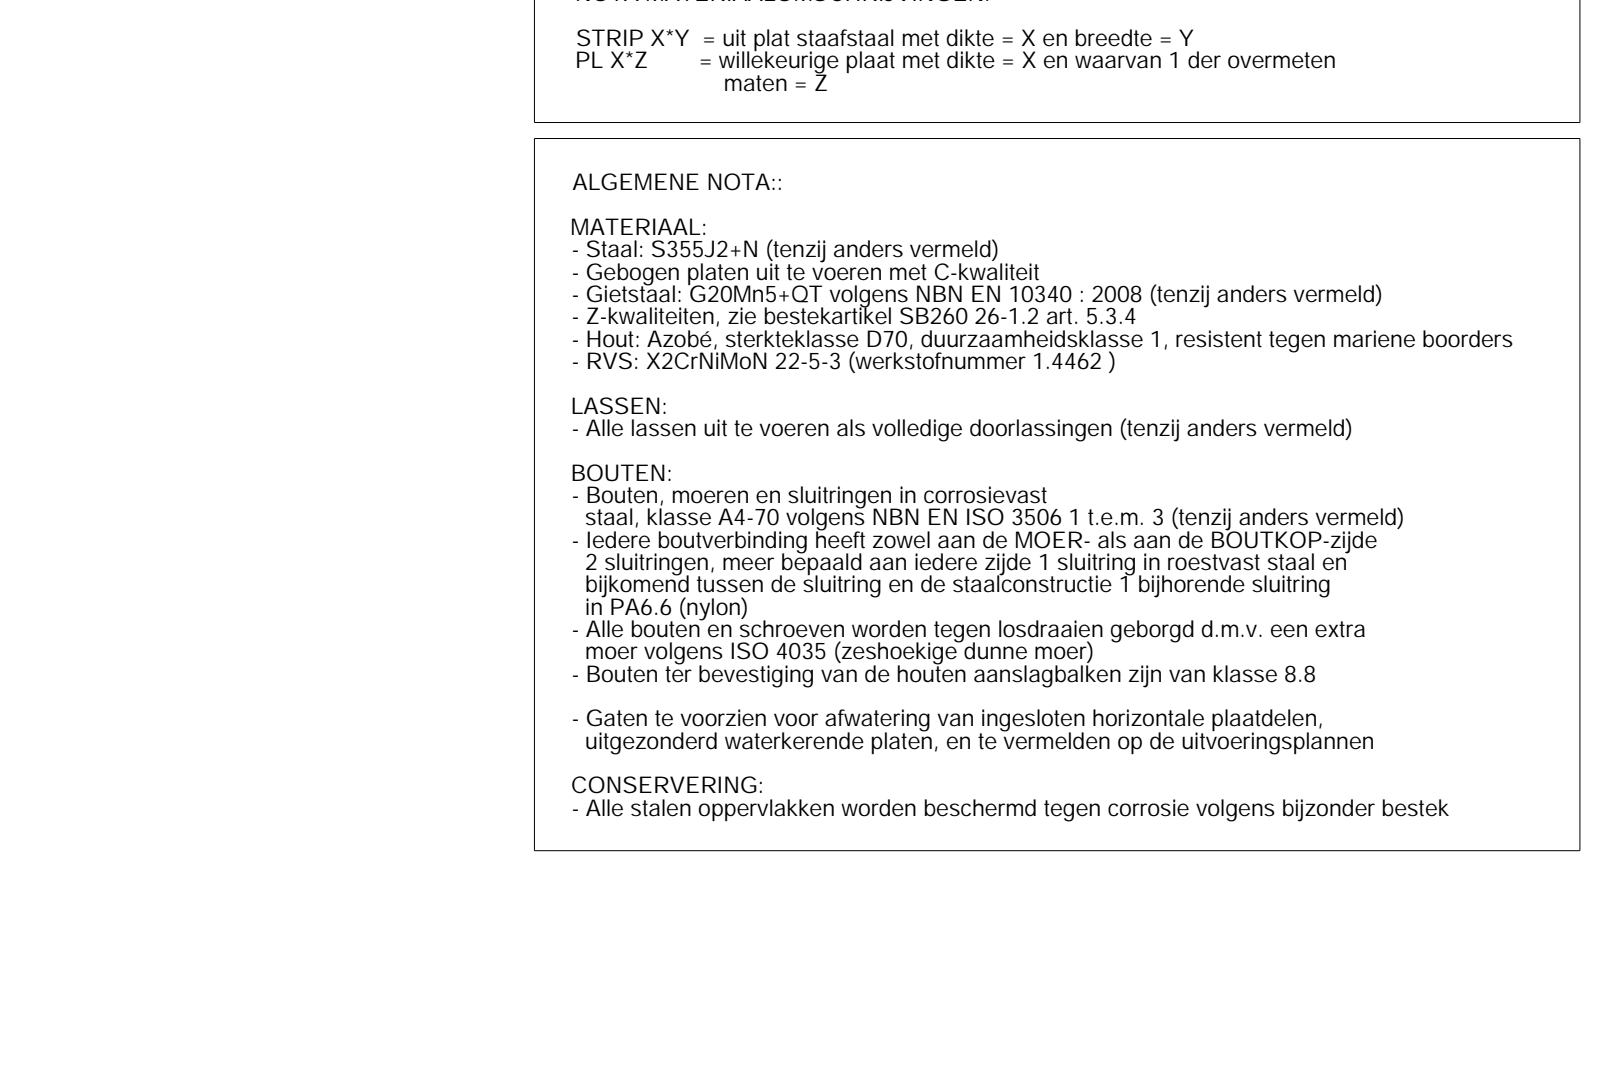 STRIP X*Y = uit plat staafstaal met dikte = X en breedte = Y
PL X*Z = willekeurige plaat met dikte = X en waarvan 1 der overmeten
maten = Z
ALGEMENE NOTA::
MATERIAAL:
- Staal: S355J2+N (tenzij anders vermeld)
- Gebogen platen uit te voeren met C-kwaliteit
- Gietstaal: G20Mn5+QT volgens NBN EN 10340 : 2008 (tenzij anders vermeld)
- Z-kwaliteiten, zie bestekartikel SB260 26-1.2 art. 5.3.4
- Hout: Azobé, sterkteklasse D70, duurzaamheidsklasse 1, resistent tegen mariene boorders
- RVS: X2CrNiMoN 22-5-3 (werkstofnummer 1.4462 )
LASSEN:
- Alle lassen uit te voeren als volledige doorlassingen (tenzij anders vermeld)
BOUTEN:
- Bouten, moeren en sluitringen in corrosievast
staal, klasse A4-70 volgens NBN EN ISO 3506 1 t.e.m. 3 (tenzij anders vermeld)
- Iedere boutverbinding heeft zowel aan de MOER- als aan de BOUTKOP-zijde
2 sluitringen, meer bepaald aan iedere zijde 1 sluitring in roestvast staal en
bijkomend tussen de sluitring en de staalconstructie 1 bijhorende sluitring
in PA6.6 (nylon)
- Alle bouten en schroeven worden tegen losdraaien geborgd d.m.v. een extra
moer volgens ISO 4035 (zeshoekige dunne moer)
- Bouten ter bevestiging van de houten aanslagbalken zijn van klasse 8.8
- Gaten te voorzien voor afwatering van ingesloten horizontale plaatdelen,
uitgezonderd waterkerende platen, en te vermelden op de uitvoeringsplannen
CONSERVERING:
- Alle stalen oppervlakken worden beschermd tegen corrosie volgens bijzonder bestek